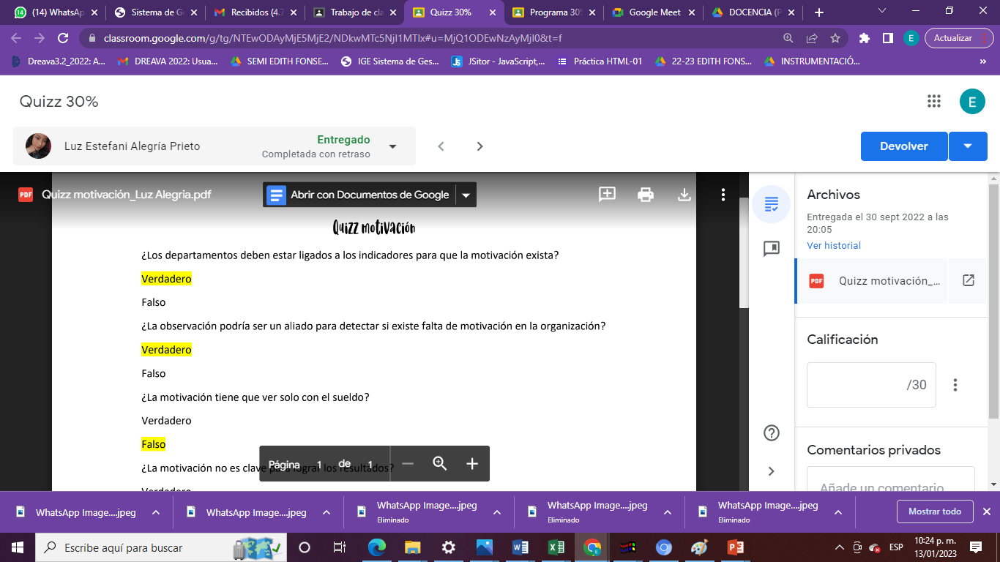 (14) WhatsAp
Sistema de G
Recibidos (4.7
Trabajo de cla
Quizz 30%
Programa 30%
Google Meet
DOCENCIA (P
classroom.google.com/g/tg/NTEwODAyMjE5MjE2/NDkwMTc5NjI1MTIx#u=MjQ1ODEwNzAyMjI0&t=f
E
Actualizar
Dreava3.2_2022: A...
DREAVA 2022: Usua...
SEMI EDITH FONSE...
IGE Sistema de Ges...
JSitor - JavaScript,...
Práctica HTML-01
22-23 EDITH FONS...
INSTRUMENTACIÓ...
»
Quizz 30%
E
Luz Estefani Alegría Prieto
Entregado
Completada con retraso
Devolver
PDF
Quizz motivación_Luz Alegria.pdf
Abrir con Documentos de Google
Quizz motivación
¿Los departamentos deben estar ligados a los indicadores para que la motivación exista?
Verdadero
Falso
¿La observación podría ser un aliado para detectar si existe falta de motivación en la organización?
Verdadero
Falso
¿La motivación tiene que ver solo con el sueldo?
Verdadero
Falso
¿La motivación no es clave para lograr los resultados?
Verdadero
Página 1 de 1
Archivos
Entregada el 30 sept 2022 a las
20:05
Ver historial
PDF
Quizz motivación_...
Calificación
/30
Comentarios privados
Añade un comentario
WhatsApp Image....jpeg
WhatsApp Image....jpeg
WhatsApp Image....jpeg
Eliminado
WhatsApp Image....jpeg
Eliminado
WhatsApp Image....jpeg
Eliminado
Mostrar todo
Escribe aquí para buscar
ESP
10:24 p. m.
13/01/2023